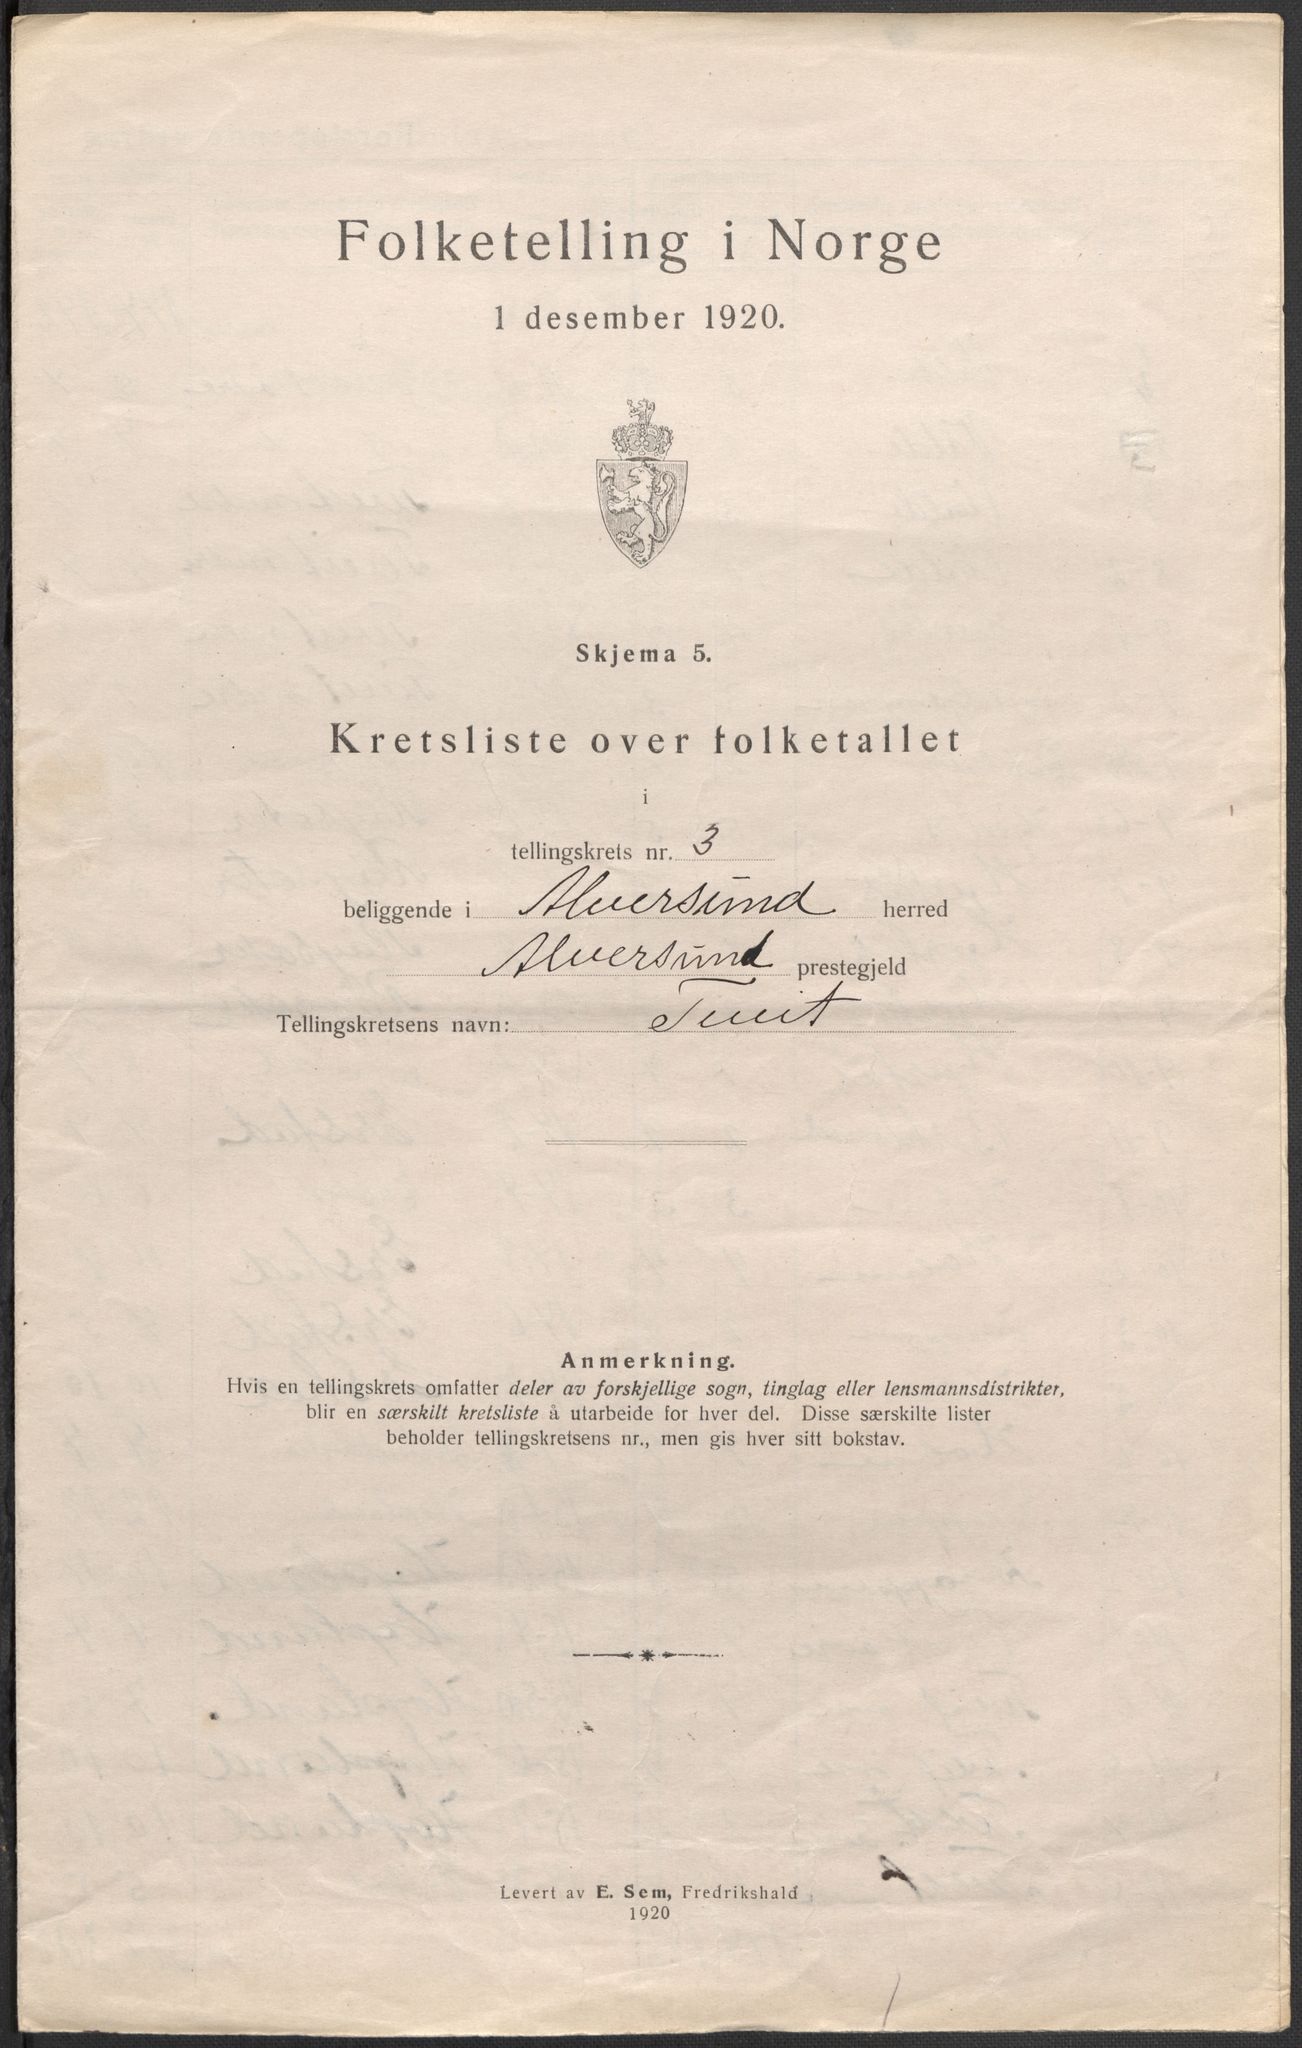 Folketelling i Norge
1 desember 1920.
Skjema 5.
Kretsliste over folketallet
i
tellingskrets nr. 3
beliggende i Alversund herred
Alversund prestegjeld
Tellingskretsens navn: Tveit
Anmerkning.
Hvis en tellingskrets omfatter deler av forskjellige sogn, tinglag eller lensmannsdistrikter,
blir en særskilt kretsliste å utarbeide for hver del. Disse særskilte lister
beholder tellingskretsens nr., men gis hver sitt bokstav.
Levert av E. Sem, Fredrikshald
1920